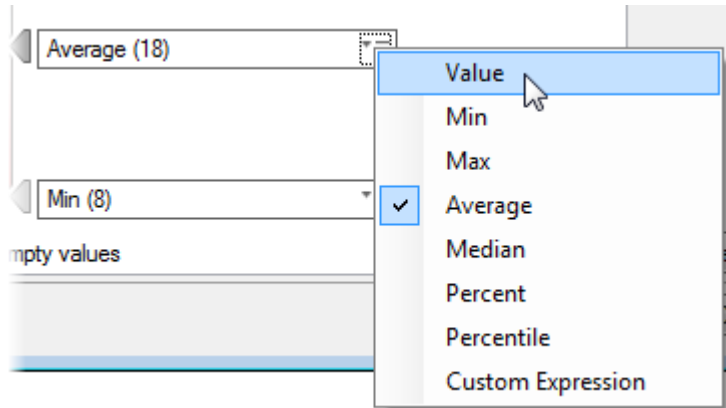 Average (18)
Value
Min
Max
Min (8)
Average
mpty values
Median
Percent
Percentile
Custom Expression